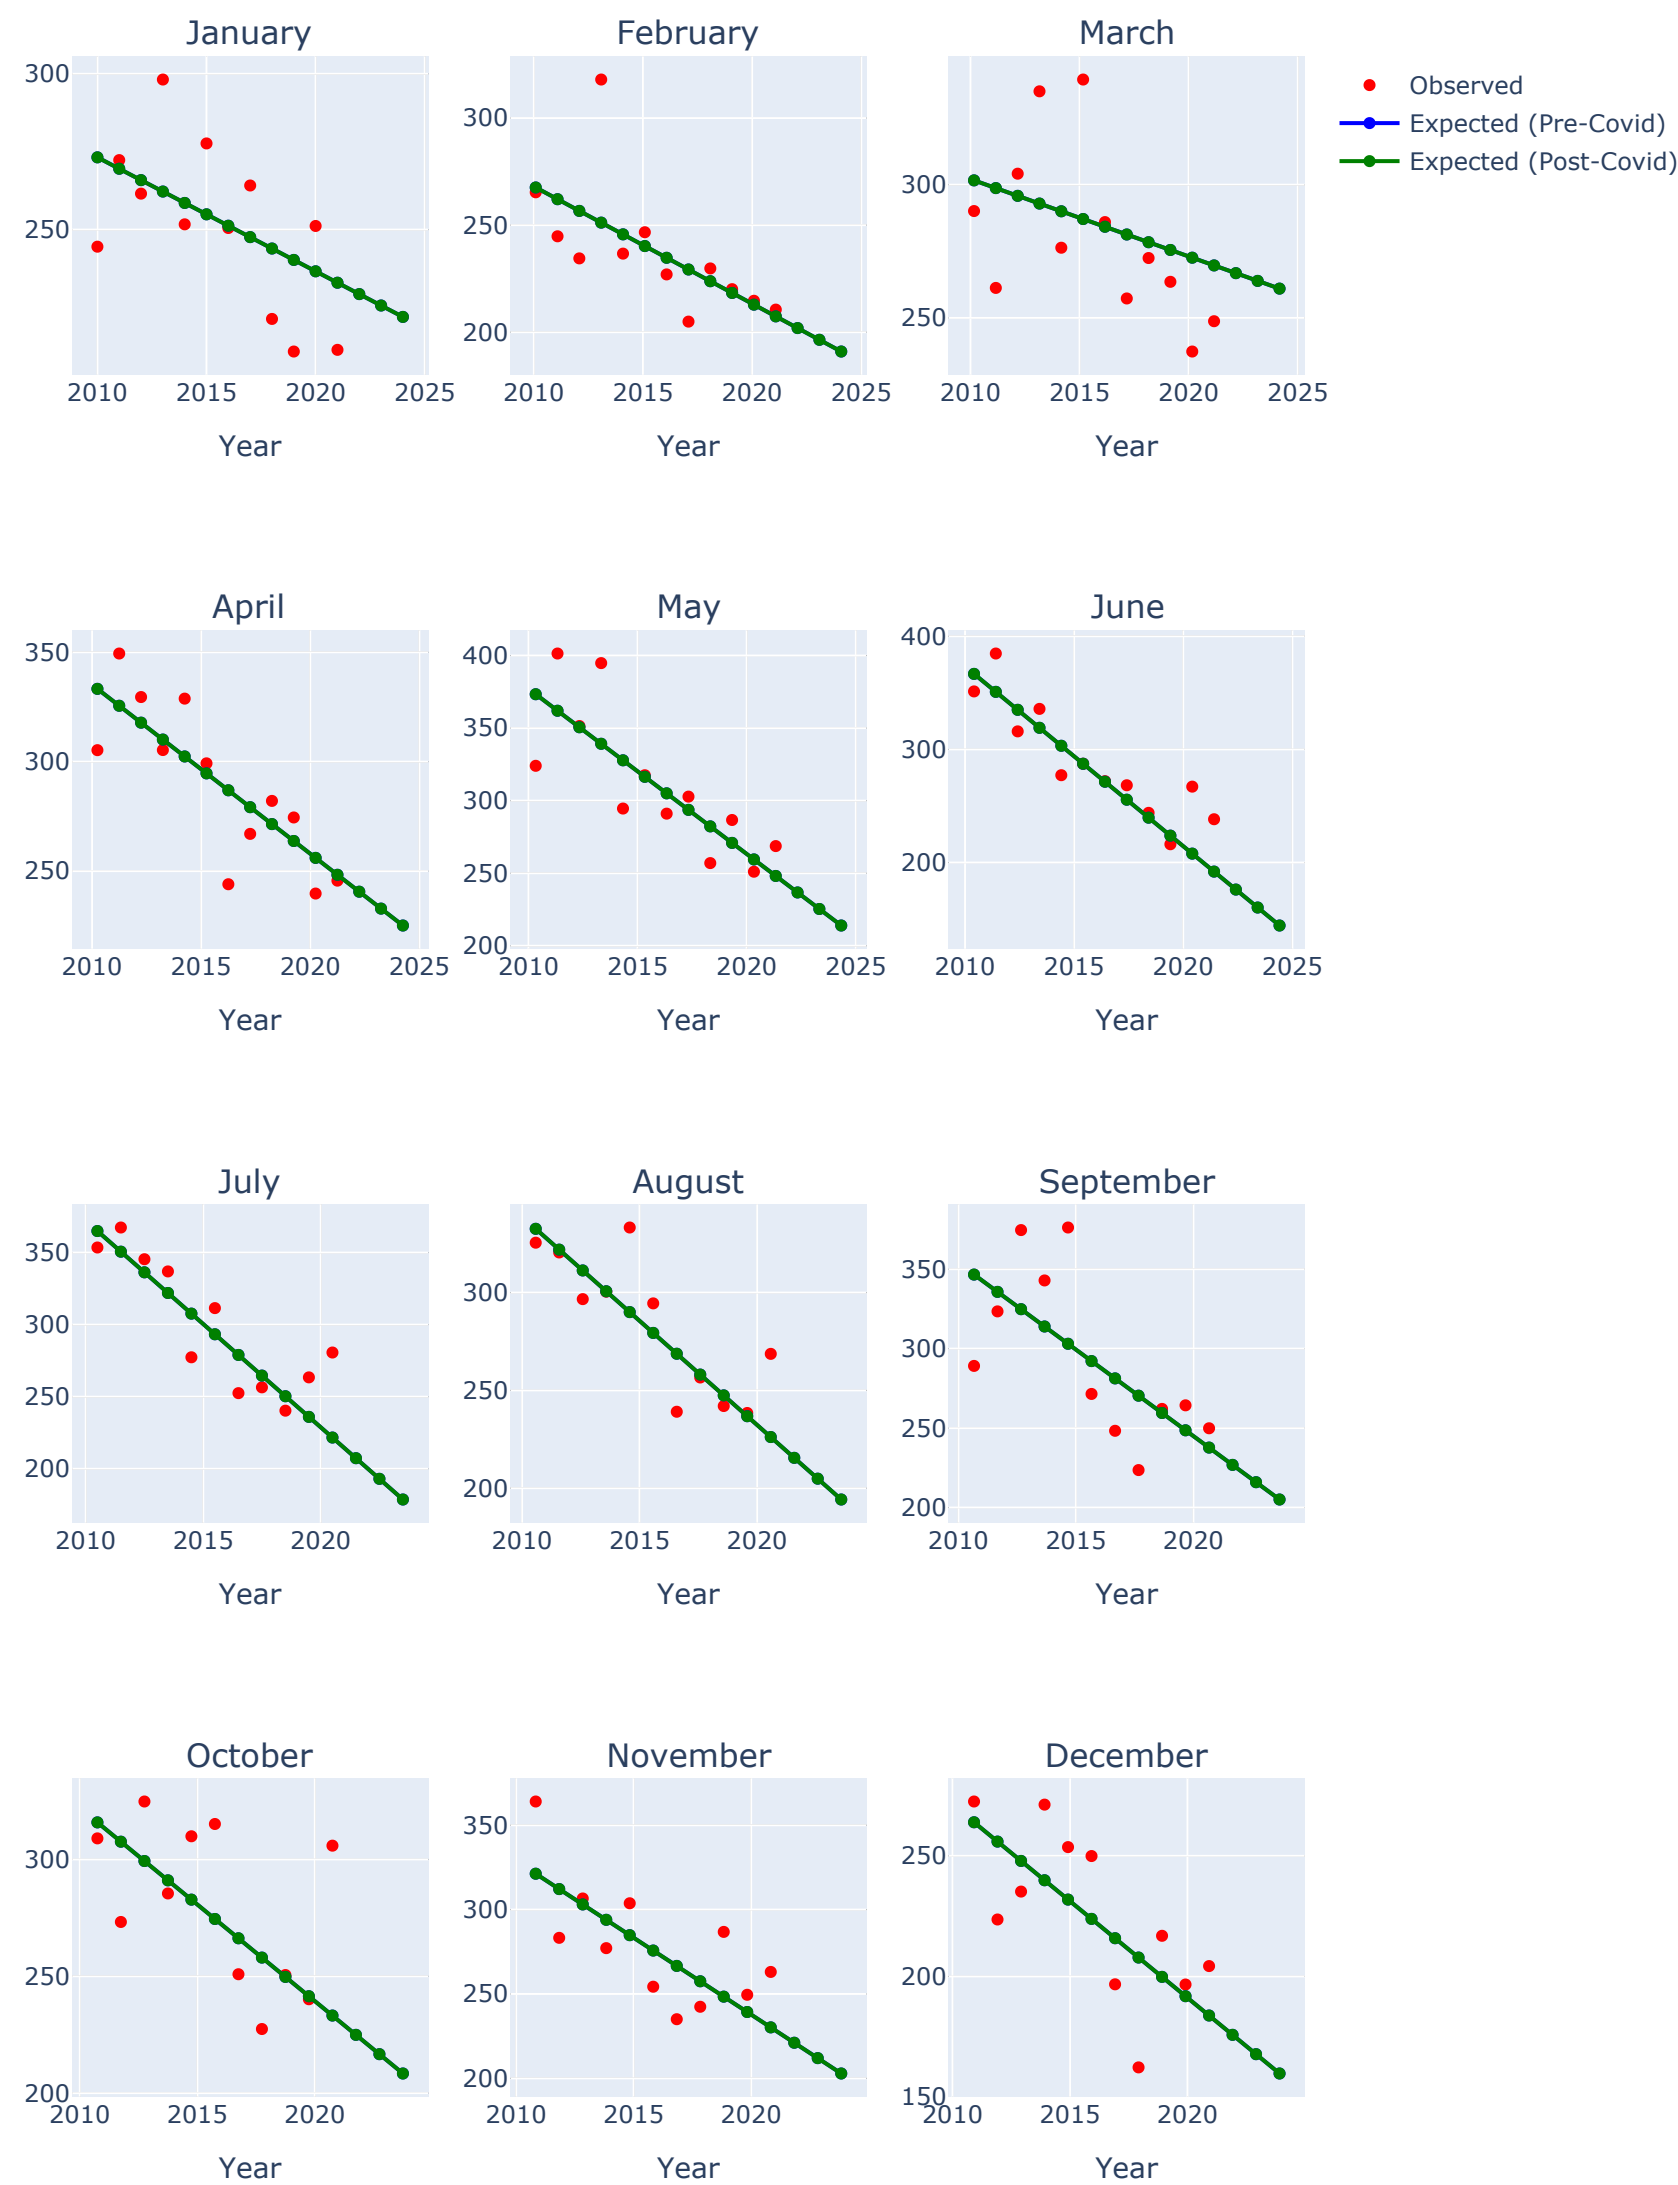 January February March
Observed
Expected (Pre-Covid)
Expected (Post-Covid)
300
250
2010 2015 2020 2025
Year
300
250
200
2010 2015 2020 2025
Year
300
250
2010 2015 2020 2025
Year
April May June
350
300
250
2010 2015 2020 2025
Year
400
350
300
250
200
2010 2015 2020 2025
Year
400
300
200
2010 2015 2020 2025
Year
July August September
350
300
250
200
2010 2015 2020
Year
300
250
200
2010 2015 2020
Year
350
300
250
200
2010 2015 2020
Year
October November December
300
250
200
2010 2015 2020
Year
350
300
250
200
2010 2015 2020
Year
250
200
150
2010 2015 2020
Year